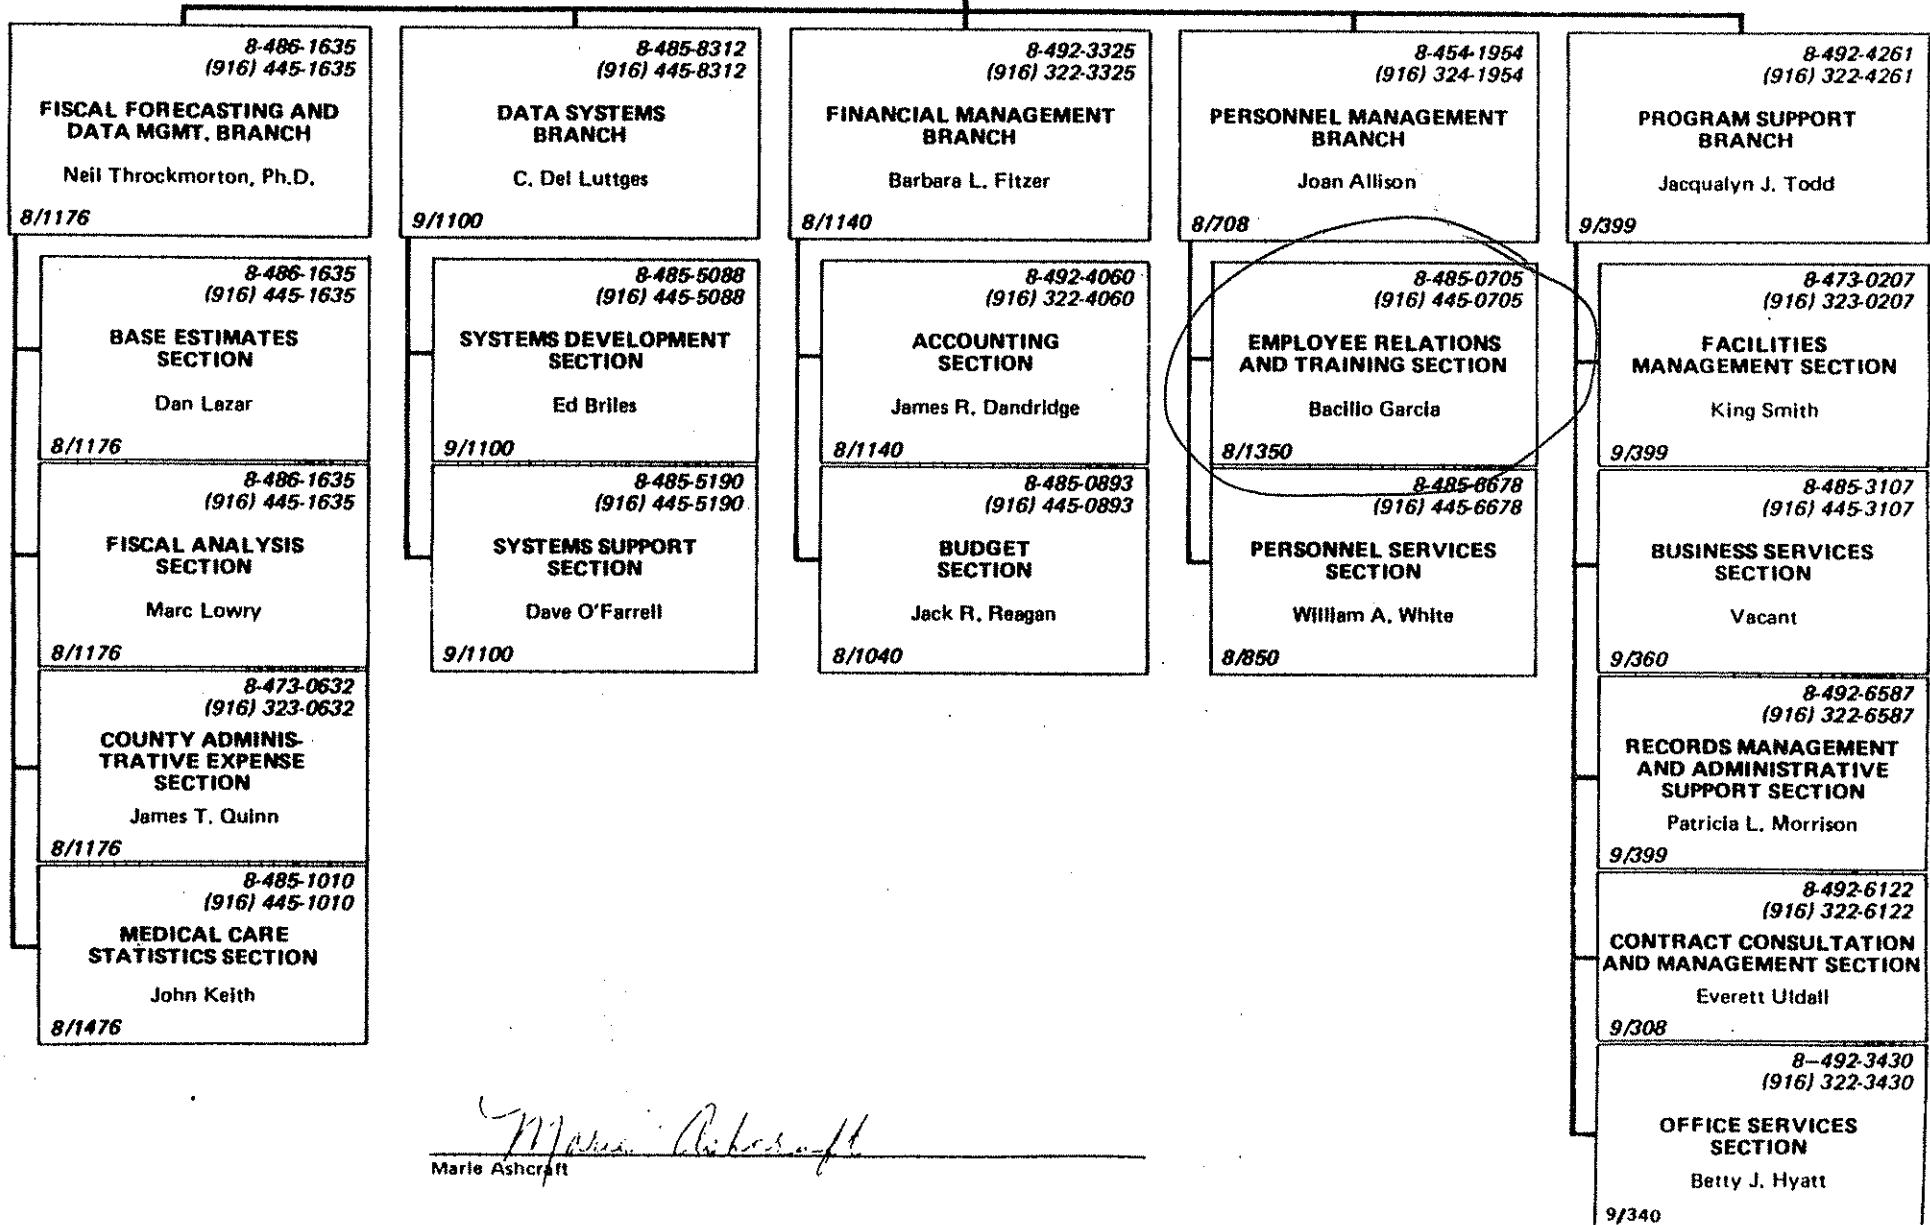 8-486-1635
(916) 445-1635
FISCAL FORECASTING AND
DATA MGMT. BRANCH
Neil Throckmorton, Ph.D.
8/1176
8-486-1635
(916) 445-1635
BASE ESTIMATES
SECTION
Dan Lazar
8/1176
8-486-1635
(916) 445-1635
FISCAL ANALYSIS
SECTION
Marc Lowry
8/1176
8-473-0632
(916) 323-0632
COUNTY ADMINIS-
TRATIVE EXPENSE
SECTION
James T. Quinn
8/1176
8-485-1010
(916) 445-1010
MEDICAL CARE
STATISTICS SECTION
John Keith
8/1476
8-485-8312
(916) 445-8312
DATA SYSTEMS
BRANCH
C. Del Luttges
9/1100
8-485-5088
(916) 445-5088
SYSTEMS DEVELOPMENT
SECTION
Ed Briles
9/1100
8-485-5190
(916) 445-5190
SYSTEMS SUPPORT
SECTION
Dave O'Farrell
9/1100
8-492-3325
(916) 322-3325
FINANCIAL MANAGEMENT
BRANCH
Barbara L. Fitzer
8/1140
8-492-4060
(916) 322-4060
ACCOUNTING
SECTION
James R. Dandridge
8/1140
8-485-0893
(916) 445-0893
BUDGET
SECTION
Jack R. Reagan
8/1040
8-454-1954
(916) 324-1954
PERSONNEL MANAGEMENT
BRANCH
Joan Allison
8/708
8-485-0705
(916) 445-0705
EMPLOYEE RELATIONS
AND TRAINING SECTION
Bacilio Garcia
8/1350
8-485-6678
(916) 445-6678
PERSONNEL SERVICES
SECTION
William A. White
8/850
8-492-4261
(916) 322-4261
PROGRAM SUPPORT
BRANCH
Jacqualyn J. Todd
9/399
8-473-0207
(916) 323-0207
FACILITIES
MANAGEMENT SECTION
King Smith
9/399
8-485-3107
(916) 445-3107
BUSINESS SERVICES
SECTION
Vacant
9/360
8-492-6587
(916) 322-6587
RECORDS MANAGEMENT
AND ADMINISTRATIVE
SUPPORT SECTION
Patricia L. Morrison
9/399
8-492-6122
(916) 322-6122
CONTRACT CONSULTATION
AND MANAGEMENT SECTION
Everett Uldall
9/308
8-492-3430
(916) 322-3430
OFFICE SERVICES
SECTION
Betty J. Hyatt
9/340
Marie Ashcraft
Marie Ashcraft